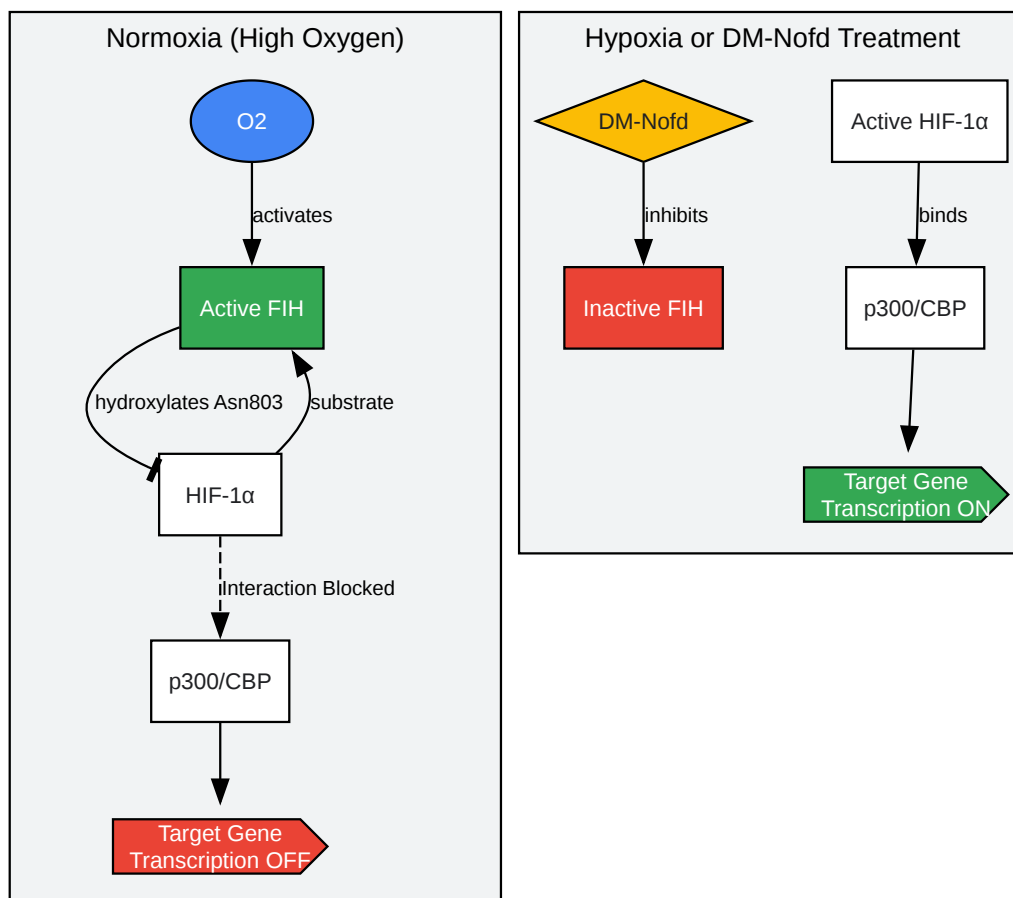 Normoxia (High Oxygen)
O2
activates
Active FIH
hydroxylates Asn803
substrate
HIF-1α
Interaction Blocked
p300/CBP
Target Gene
Transcription OFF
Hypoxia or DM-Nofd Treatment
DM-Nofd
Active HIF-1α
inhibits
binds
Inactive FIH
p300/CBP
Target Gene
Transcription ON